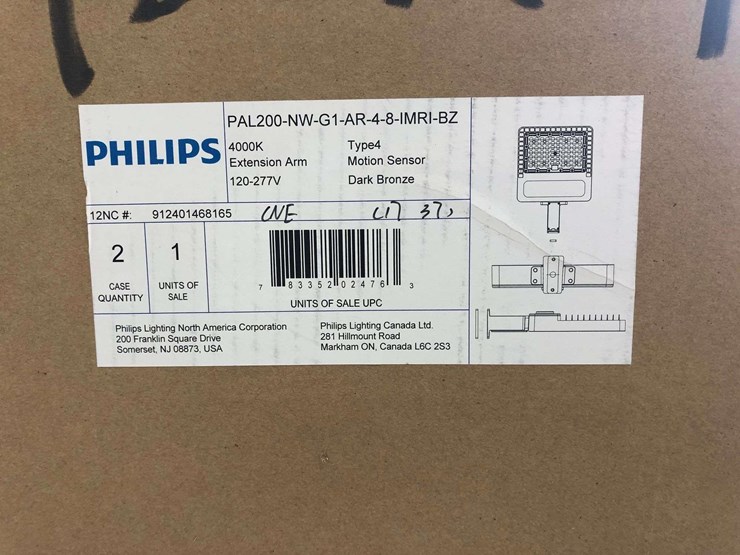 PHILIPS
PAL200-NW-G1-AR-4-8-IMRI-BZ
4000K Type4
Extension Arm Motion Sensor
120-277V Dark Bronze
12NC #: 912401468165
2 1
CASE QUANTITY UNITS OF SALE
7 83352 02476 3
UNITS OF SALE UPC
Philips Lighting North America Corporation
200 Franklin Square Drive
Somerset, NJ 08873, USA
Philips Lighting Canada Ltd.
281 Hillmount Road
Markham ON, Canada L6C 2S3